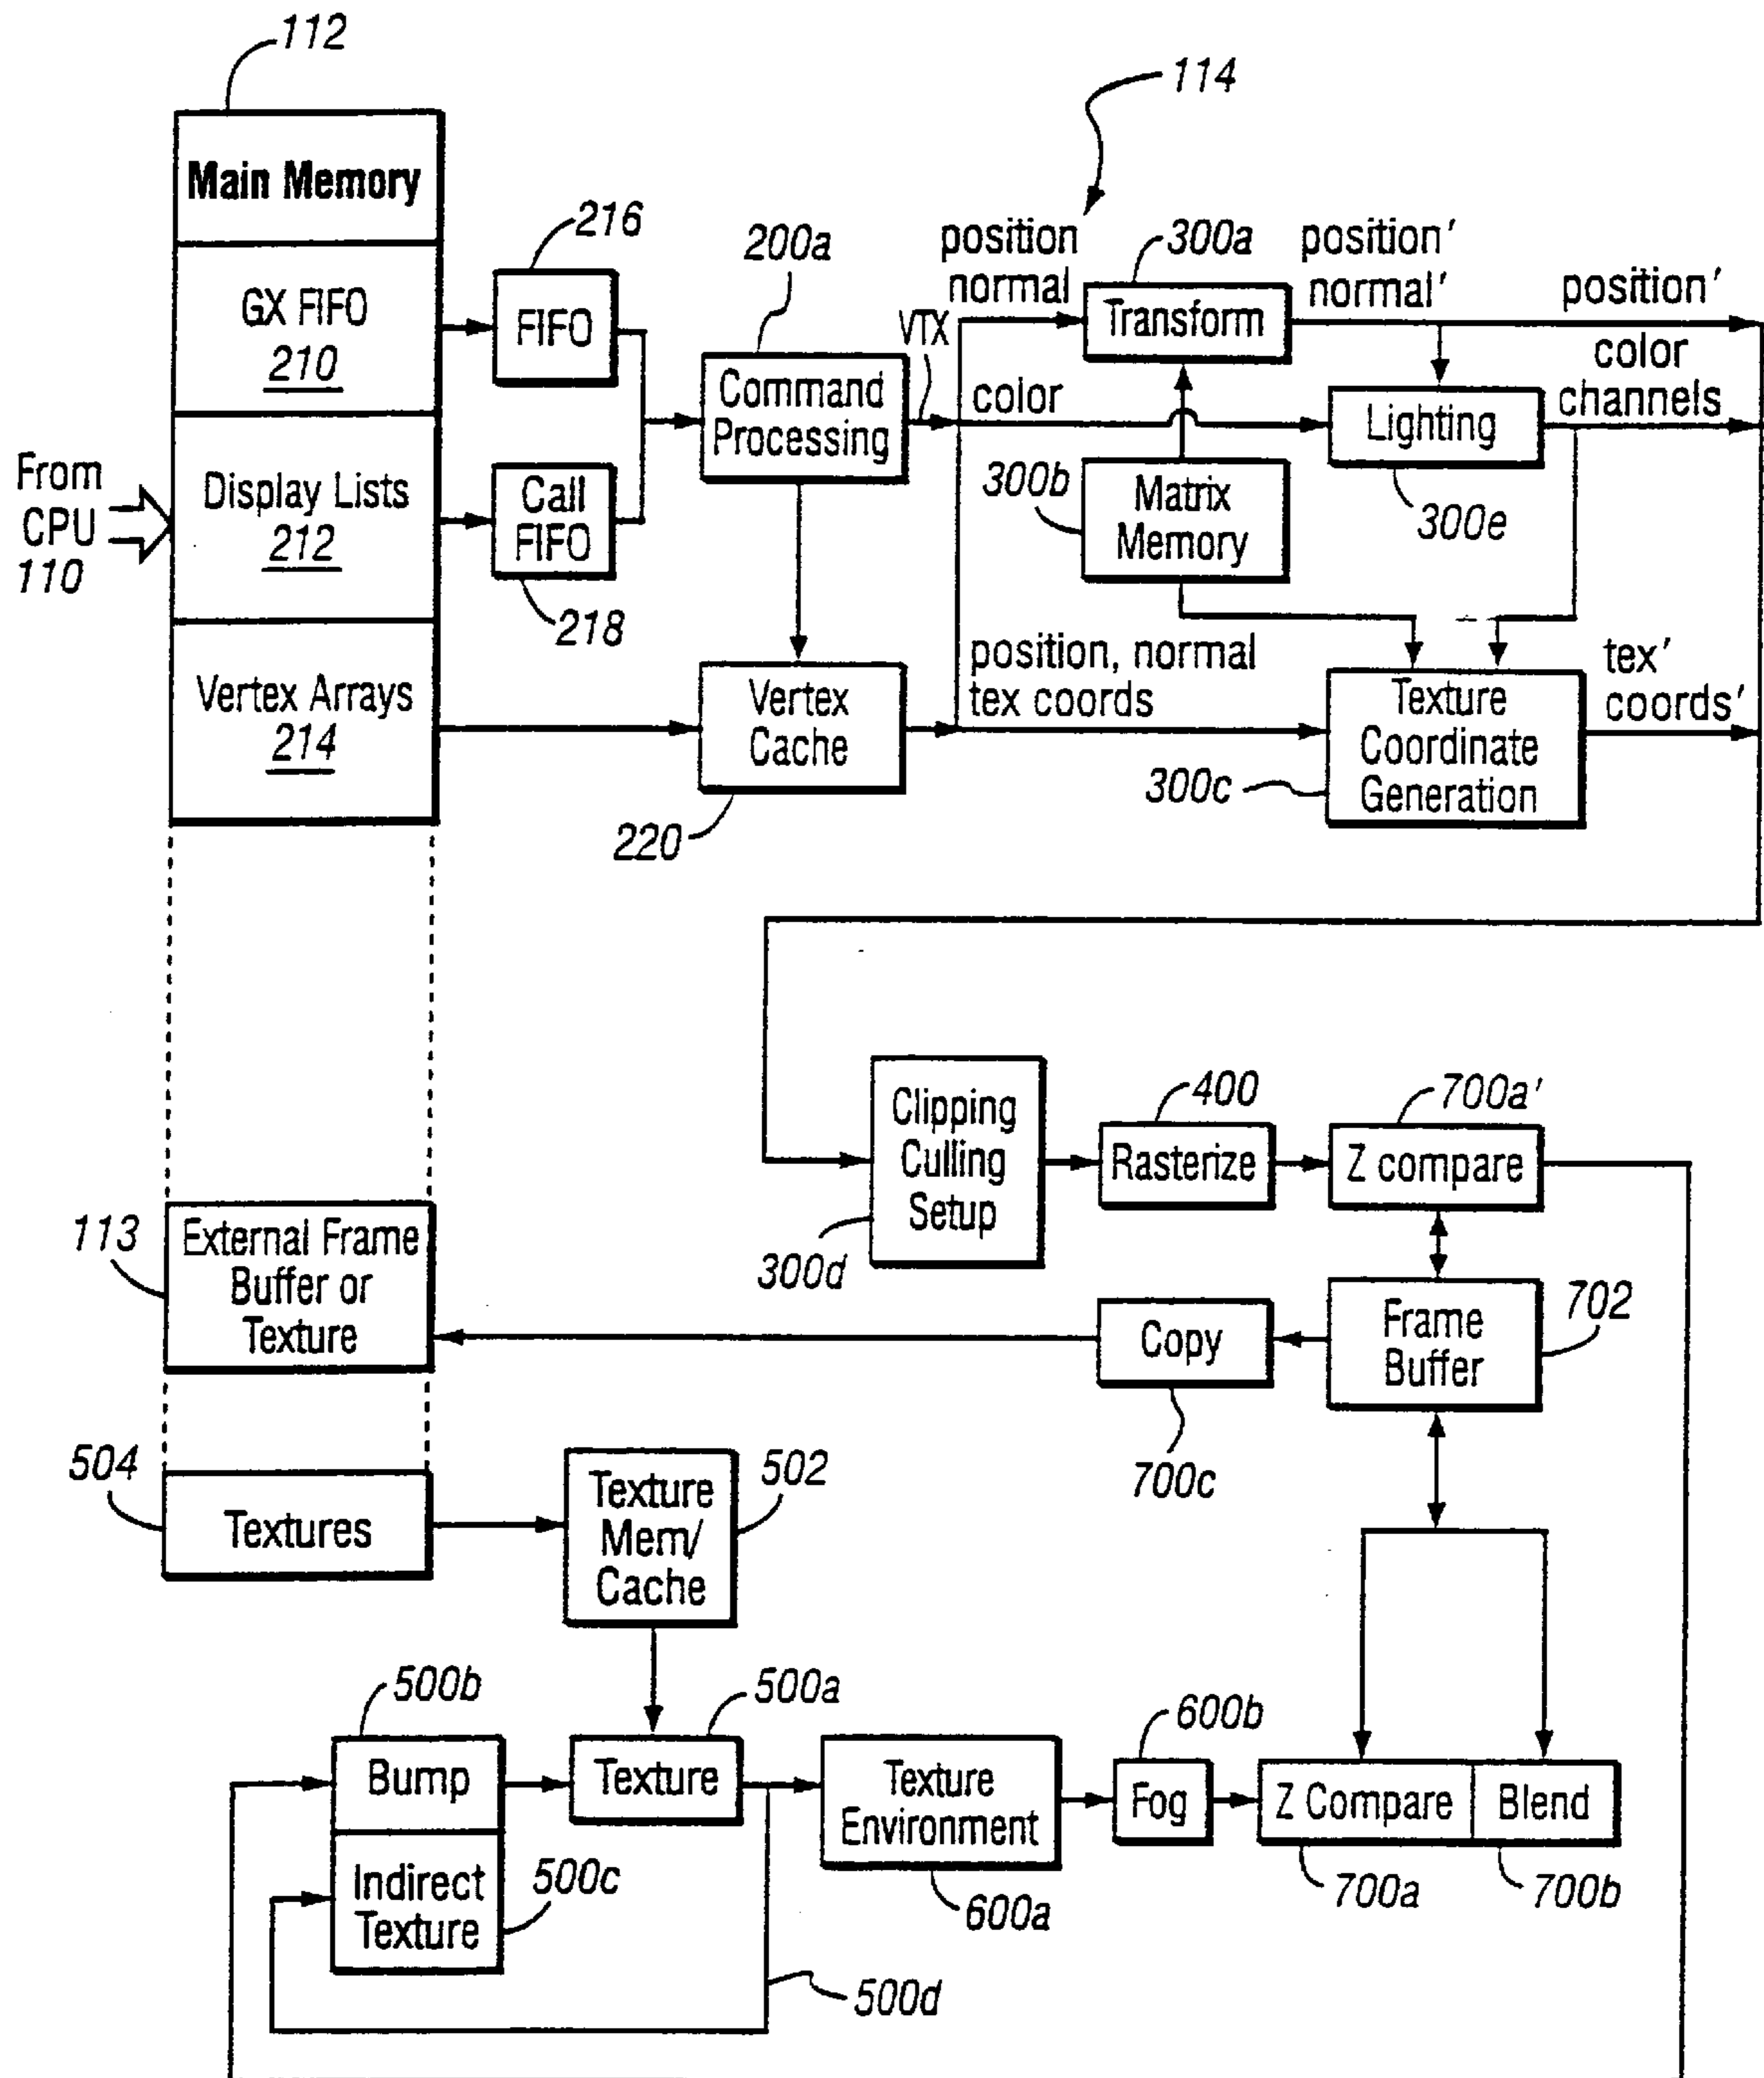 112
Main Memory
GX FIFO
210
Display Lists
212
Vertex Arrays
214
From
CPU
110
216
FIFO
Call
FIFO
218
200a
Command
Processing
Vertex
Cache
220
114
position
normal
VTX
color
position, normal
tex coords
300a
Transform
position′
normal′
position′
color
channels
Lighting
300e
300b
Matrix
Memory
Texture
Coordinate
Generation
300c
tex′
coords′
Clipping
Culling
Setup
300d
400
Rasterize
700a′
Z compare
113
External Frame
Buffer or
Texture
Copy
700c
Frame
Buffer
702
504
Textures
Texture
Mem/
Cache
502
500b
Bump
Indirect
Texture
500c
500a
Texture
500d
Texture
Environment
600a
600b
Fog
Z Compare
Blend
700a
700b